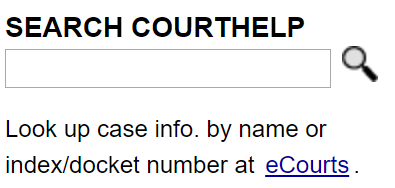 SEARCH COURTHELP
Look up case info. by name or
index/docket number at eCourts .